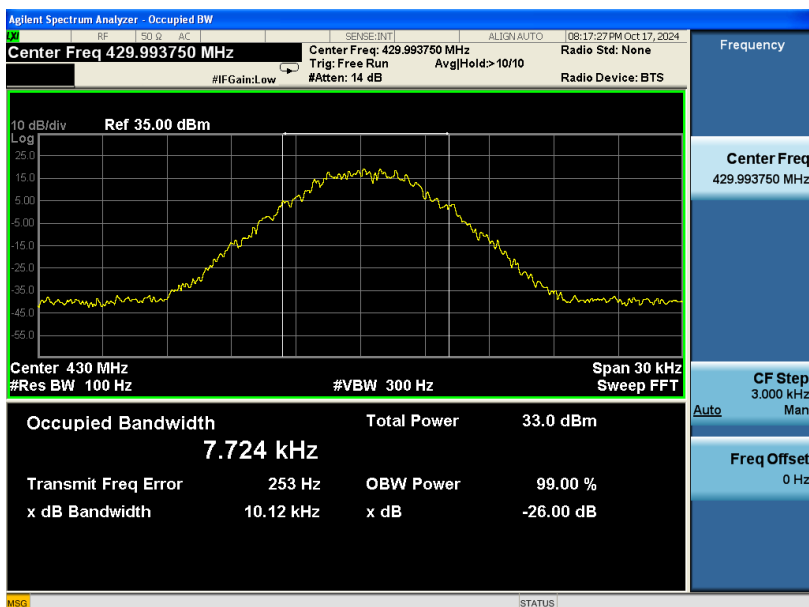 Agilent Spectrum Analyzer - Occupied BW
LXI RF 50 Ω AC SENSE:INT ALIGN AUTO 08:17:27 PM Oct 17, 2024
Center Freq 429.993750 MHz
Center Freq: 429.993750 MHz
Radio Std: None
Trig: Free Run
Avg|Hold:>10/10
#IFGain:Low
#Atten: 14 dB
Radio Device: BTS
10 dB/div
Ref 35.00 dBm
Log
25.0
15.0
5.00
-5.00
-15.0
-25.0
-35.0
-45.0
-55.0
Center 430 MHz
Span 30 kHz
#Res BW 100 Hz
#VBW 300 Hz
Sweep FFT
Occupied Bandwidth
Total Power
33.0 dBm
7.724 kHz
Transmit Freq Error
253 Hz
OBW Power
99.00 %
x dB Bandwidth
10.12 kHz
x dB
-26.00 dB
MSG
STATUS
Frequency
Center Freq
429.993750 MHz
CF Step
3.000 kHz
Auto Man
Freq Offset
0 Hz